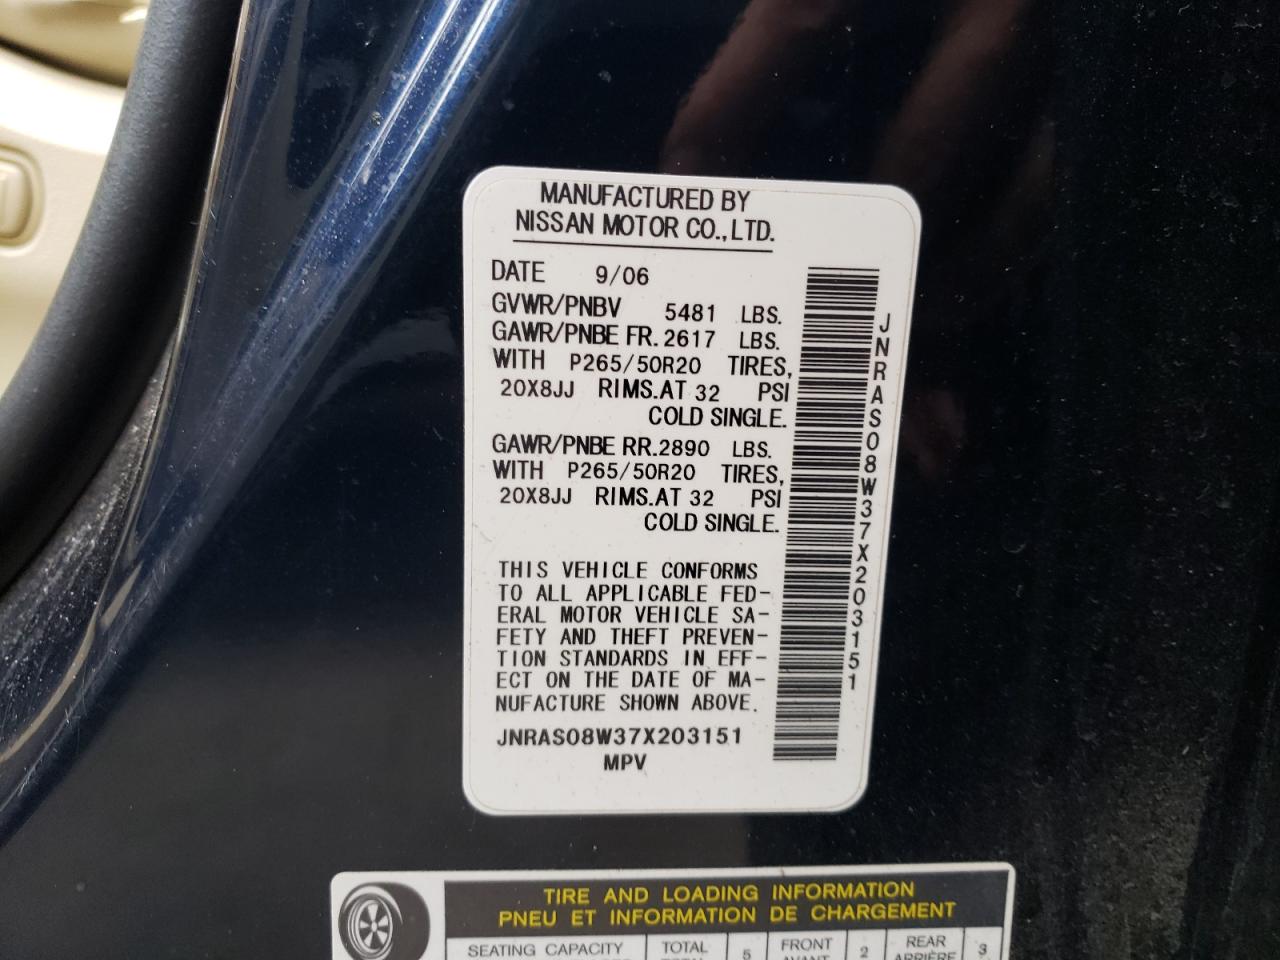 MANUFACTURED BY
NISSAN MOTOR CO., LTD.
DATE 9/06
GVWR/PNBV 5481 LBS.
GAWR/PNBE FR. 2617 LBS.
WITH P265/50R20 TIRES,
20X8JJ RIMS.AT 32 PSI
COLD SINGLE.
GAWR/PNBE RR. 2890 LBS.
WITH P265/50R20 TIRES,
20X8JJ RIMS.AT 32 PSI
COLD SINGLE.
THIS VEHICLE CONFORMS
TO ALL APPLICABLE FED-
ERAL MOTOR VEHICLE SA-
FETY AND THEFT PREVEN-
TION STANDARDS IN EFF-
ECT ON THE DATE OF MA-
NUFACTURE SHOWN ABOVE.
JNRAS08W37X203151
MPV
JNRAS08W37X203151
TIRE AND LOADING INFORMATION
PNEU ET INFORMATION DE CHARGEMENT
SEATING CAPACITY TOTAL 5 FRONT 2 REAR 3